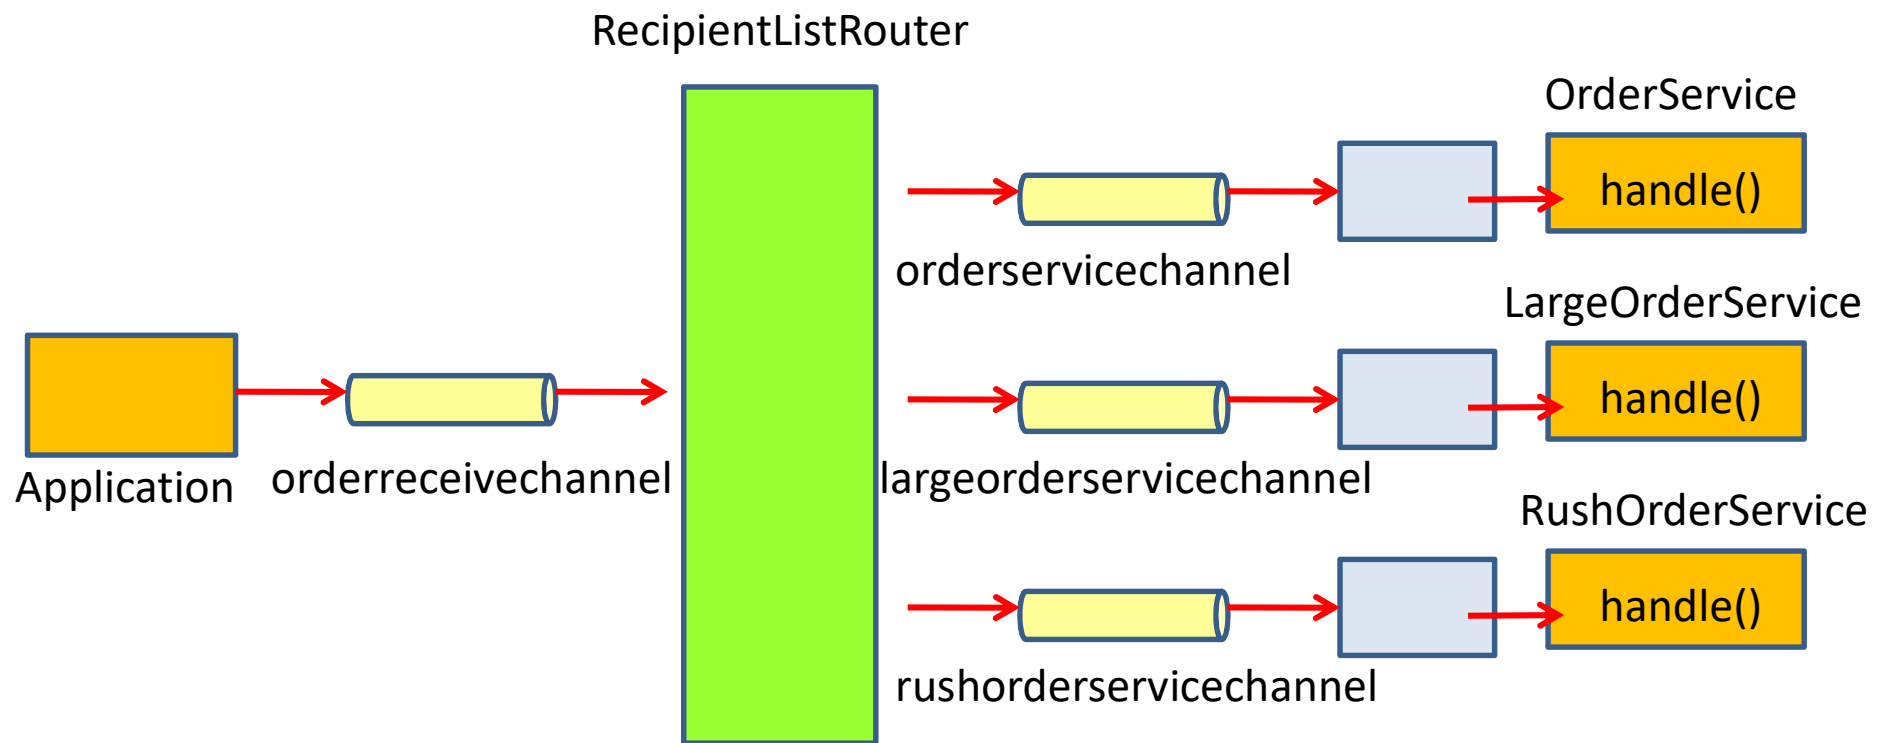 RecipientListRouter
OrderService
handle()
orderservicechannel
LargeOrderService
handle()
Application
orderreceivechannel
largeorderservicechannel
RushOrderService
handle()
rushorderservicechannel